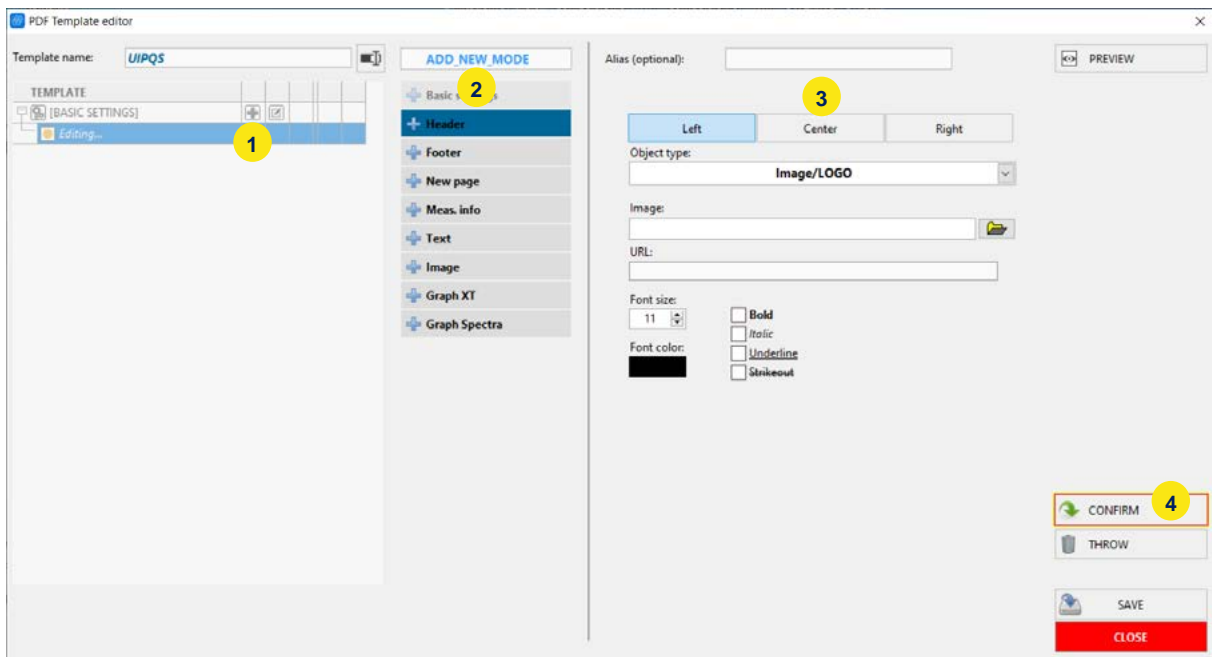 PDF Template editor
Template name: UIPQS
TEMPLATE
[BASIC SETTINGS]
Editing...
1
ADD_NEW_MODE
2
Basic s gs
Header
Footer
New page
Meas. info
Text
Image
Graph XT
Graph Spectra
Alias (optional):
3
Left Center Right
Object type:
Image/LOGO
Image:
URL:
Font size:
11
Font color:
Bold
Italic
Underline
Strikeout
PREVIEW
CONFIRM 4
THROW
SAVE
CLOSE